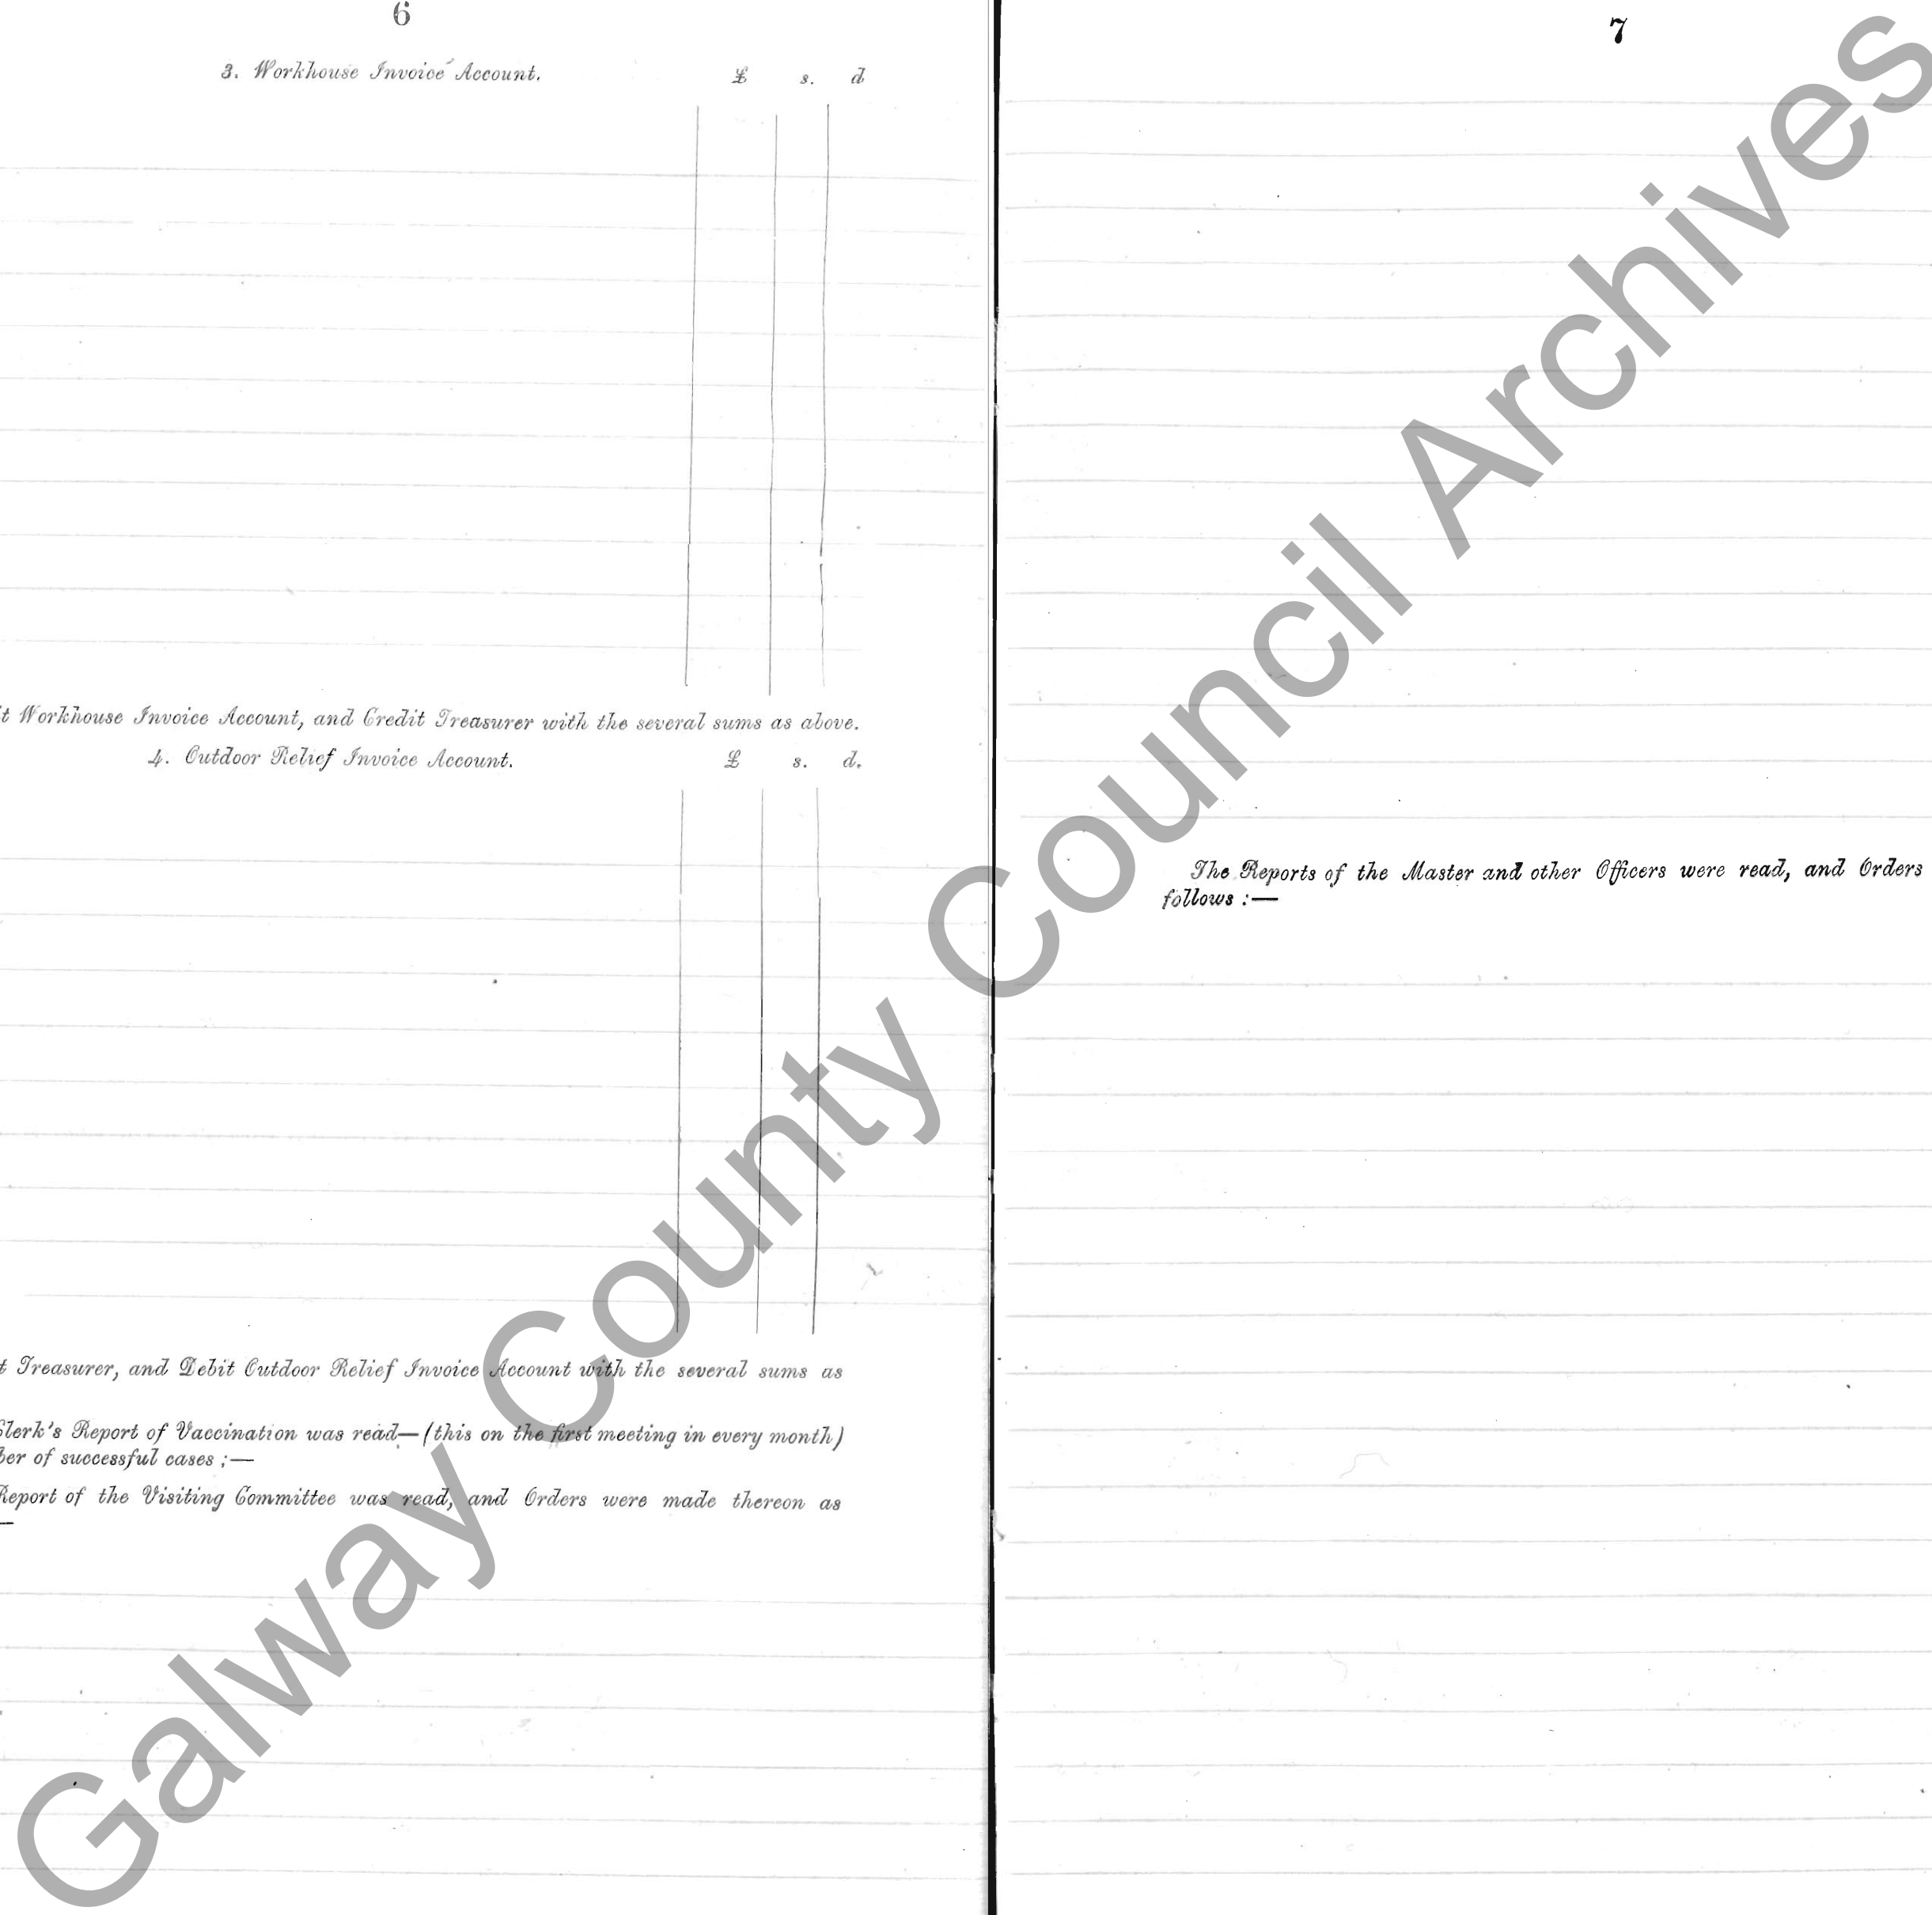 6
3. Workhouse Invoice Account. £ s. d
Workhouse Invoice Account, and Credit Treasurer with the several sums as above.
4. Outdoor Relief Invoice Account. £ s. d.
Treasurer, and Debit Outdoor Relief Invoice Account with the several sums as
Clerk's Report of Vaccination was read—(this on the first meeting in every month)
of successful cases ;—
Report of the Visiting Committee was read, and Orders were made thereon as
7
The Reports of the Master and other Officers were read, and Orders
follows :—
Galway County Council Archives